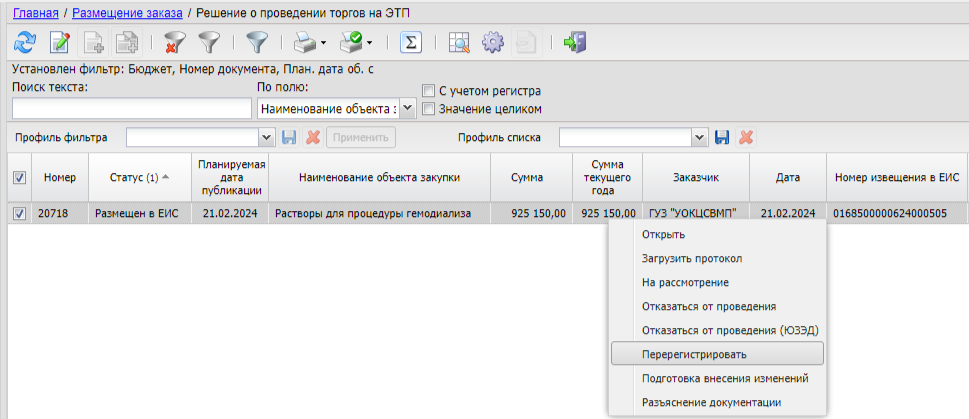 Главная / Размещение заказа / Решение о проведении торгов на ЭТП
Установлен фильтр: Бюджет, Номер документа, План. дата об. с
Поиск текста: По полю: С учетом регистра
Наименование объекта з Значение целиком
Профиль фильтра Применить Профиль списка
Номер Статус (1) Планируемая дата публикации Наименование объекта закупки Сумма Сумма текущего года Заказчик Дата Номер извещения в ЕИС
20718 Размещен в ЕИС 21.02.2024 Растворы для процедуры гемодиализа 925 150,00 925 150,00 ГУЗ "УОКЦСВМП" 21.02.2024 0168500000624000505
Открыть
Загрузить протокол
На рассмотрение
Отказаться от проведения
Отказаться от проведения (ЮЗЭД)
Перерегистрировать
Подготовка внесения изменений
Разъяснение документации